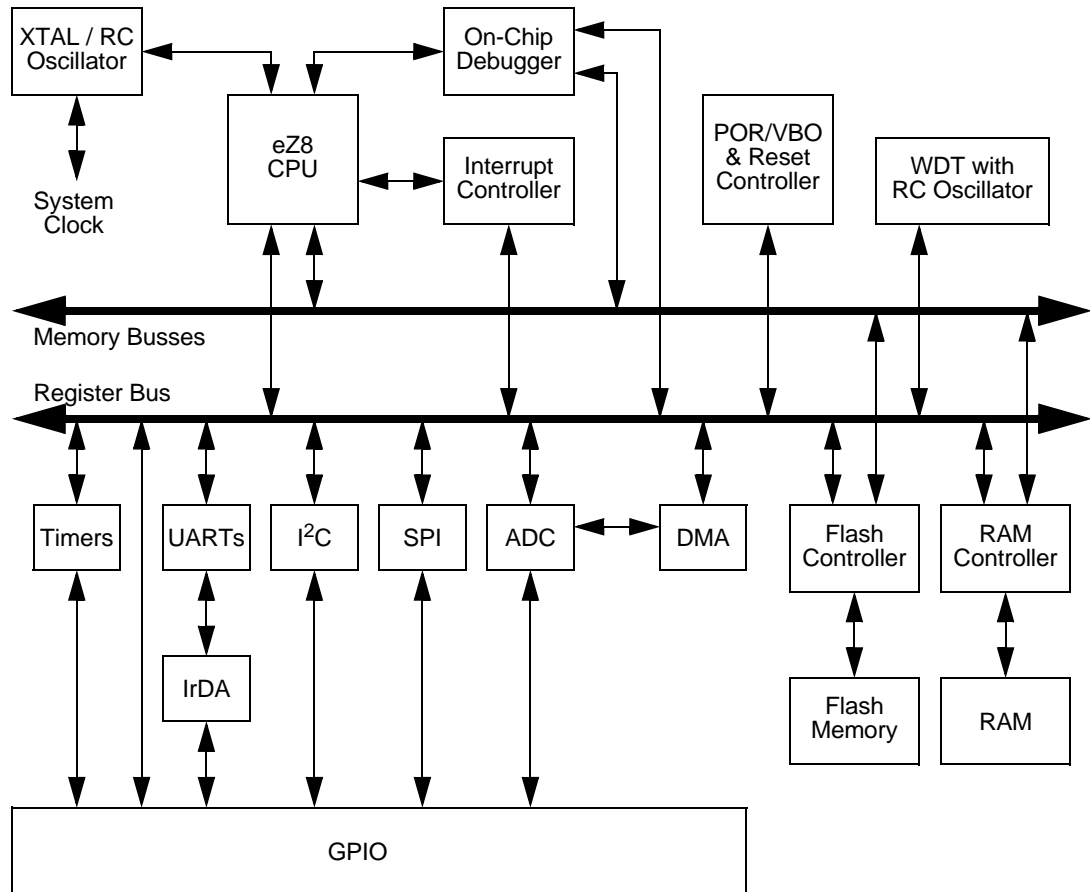 XTAL / RC
Oscillator
On-Chip
Debugger
eZ8
CPU
Interrupt
Controller
POR/VBO
& Reset
Controller
WDT with
RC Oscillator
System
Clock
Memory Busses
Register Bus
Timers
UARTs
I²C
SPI
ADC
DMA
Flash
Controller
RAM
Controller
IrDA
Flash
Memory
RAM
GPIO